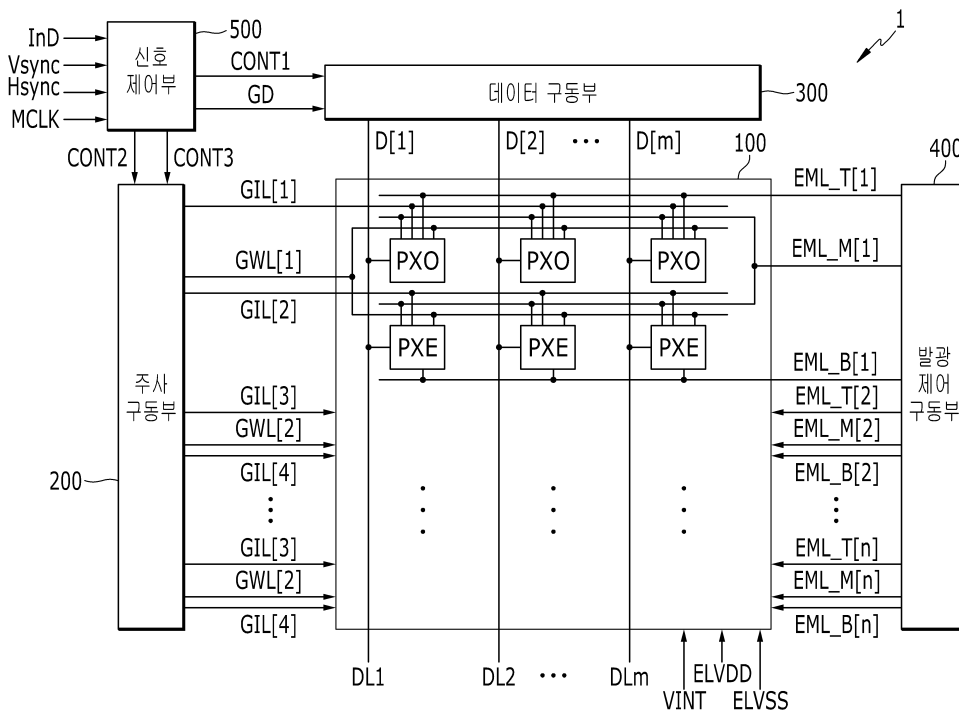 1
InD
Vsync
Hsync
MCLK
신호
제어부
500
CONT1
GD
데이터 구동부
300
CONT2
CONT3
D[1]
D[2]
D[m]
100
400
GIL[1]
GWL[1]
GIL[2]
PXO
PXO
PXO
PXE
PXE
PXE
EML_T[1]
EML_M[1]
EML_B[1]
주사
구동부
200
발광
제어
구동부
GIL[3]
GWL[2]
GIL[4]
EML_T[2]
EML_M[2]
EML_B[2]
GIL[3]
GWL[2]
GIL[4]
EML_T[n]
EML_M[n]
EML_B[n]
DL1
DL2
DLm
VINT
ELVDD
ELVSS